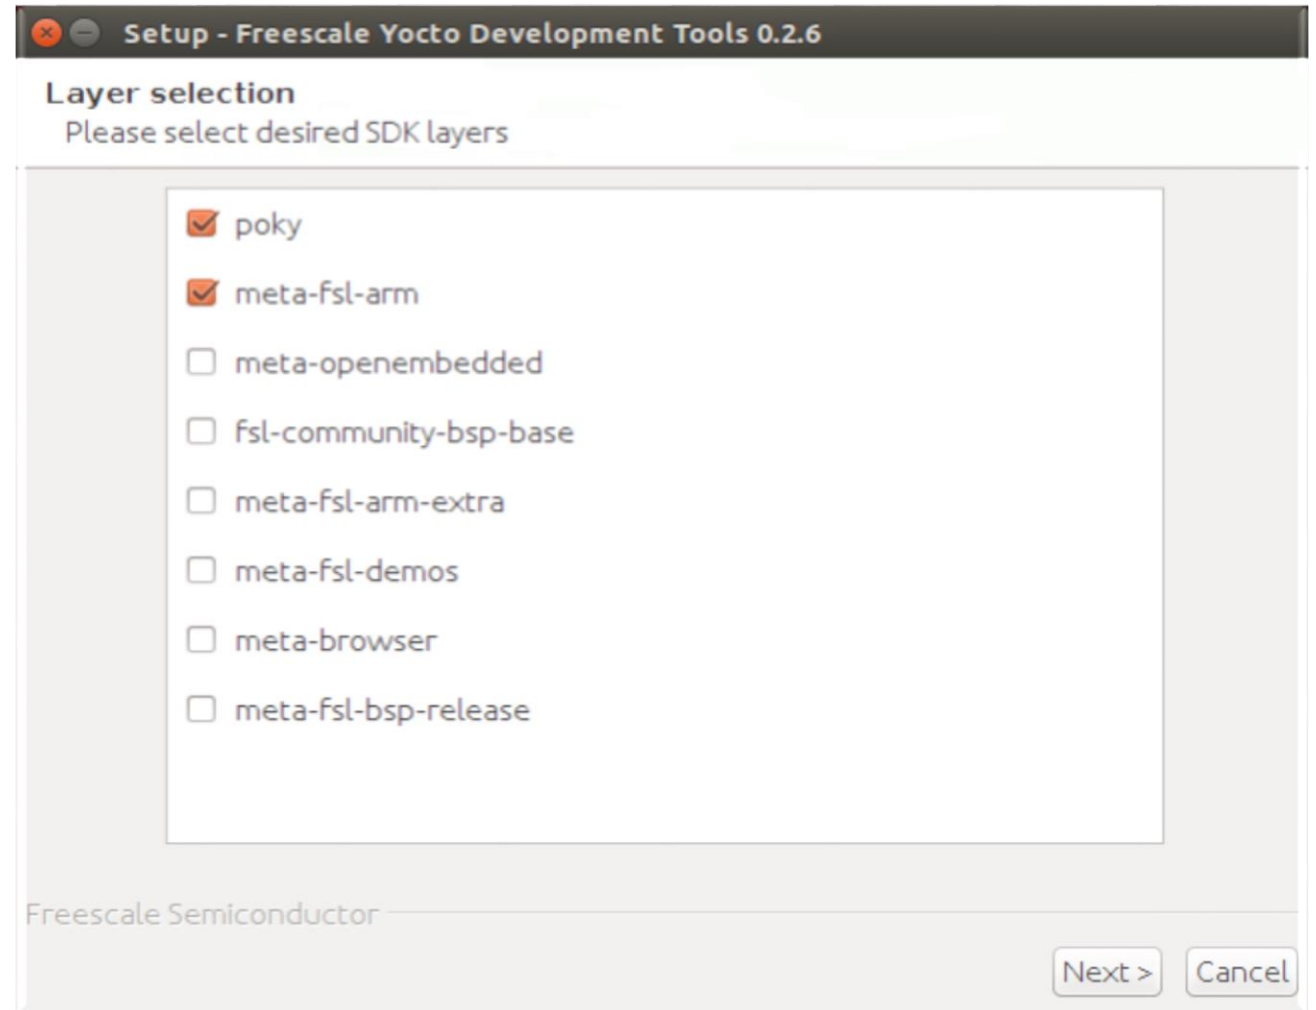 Setup - Freescale Yocto Development Tools 0.2.6
Layer selection
Please select desired SDK layers
poky
meta-fsl-arm
meta-openembedded
fsl-community-bsp-base
meta-fsl-arm-extra
meta-fsl-demos
meta-browser
meta-fsl-bsp-release
Freescale Semiconductor
Next > Cancel